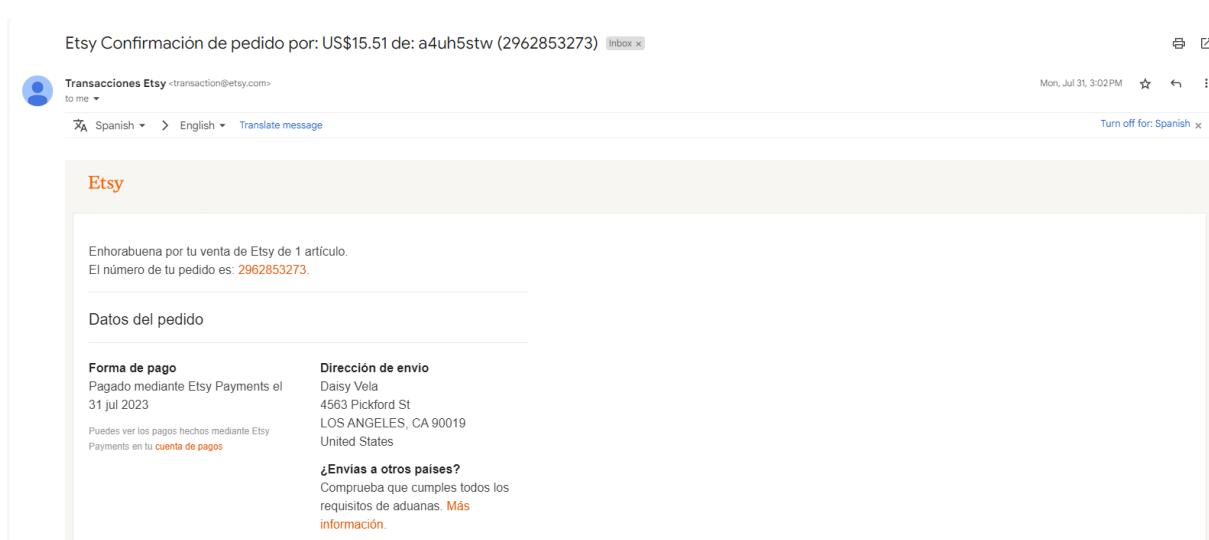 Etsy Confirmación de pedido por: US$15.51 de: a4uh5stw (2962853273) Inbox x
Transacciones Etsy <transaction@etsy.com>
Mon, Jul 31, 3:02 PM
to me
Spanish > English Translate message
Turn off for: Spanish x
Etsy
Enhorabuena por tu venta de Etsy de 1 artículo.
El número de tu pedido es: 2962853273.
Datos del pedido
Forma de pago
Pagado mediante Etsy Payments el
31 jul 2023
Puedes ver los pagos hechos mediante Etsy
Payments en tu cuenta de pagos
Dirección de envío
Daisy Vela
4563 Pickford St
LOS ANGELES, CA 90019
United States
¿Envías a otros países?
Comprueba que cumples todos los
requisitos de aduanas. Más
información.